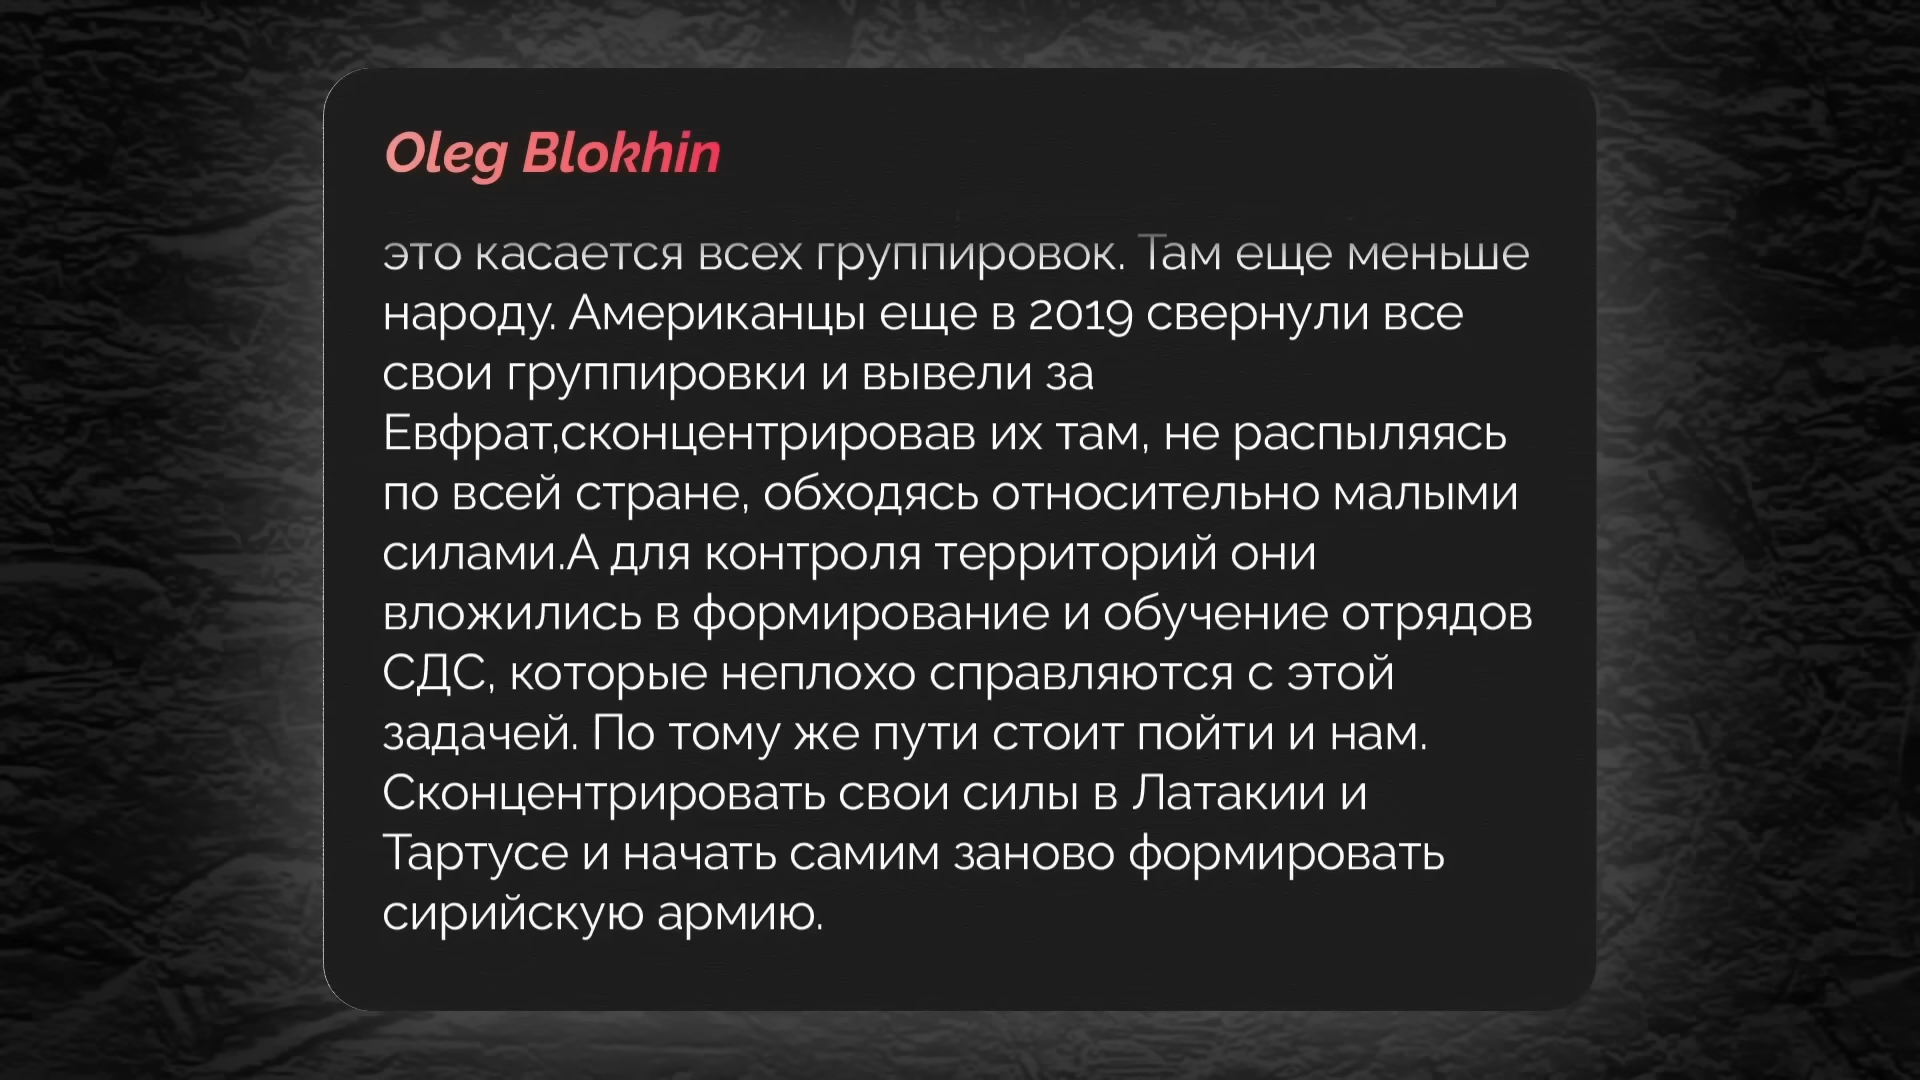 Oleg Blokhin
это касается всех группировок. Там еще меньше
народу. Американцы еще в 2019 свернули все
свои группировки и вывели за
Евфрат,сконцентрировав их там, не распыляясь
по всей стране, обходясь относительно малыми
силами.А для контроля территорий они
вложились в формирование и обучение отрядов
СДС, которые неплохо справляются с этой
задачей. По тому же пути стоит пойти и нам.
Сконцентрировать свои силы в Латакии и
Тартусе и начать самим заново формировать
сирийскую армию.